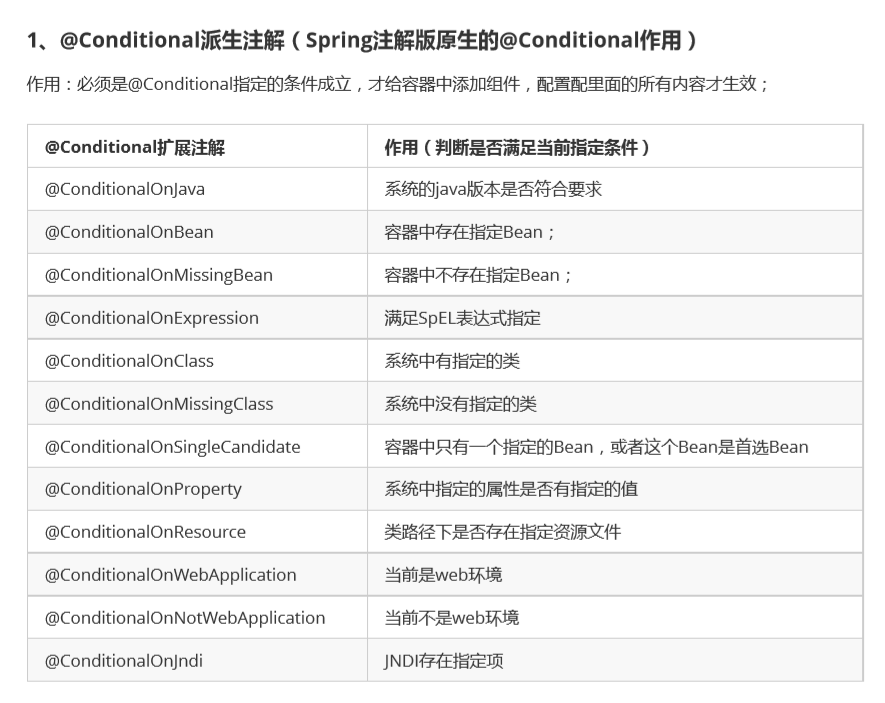 1、@Conditional派生注解（Spring注解版原生的@Conditional作用）
作用：必须是@Conditional指定的条件成立，才给容器中添加组件，配置配里面的所有内容才生效；
@Conditional扩展注解 作用（判断是否满足当前指定条件）
@ConditionalOnJava 系统的java版本是否符合要求
@ConditionalOnBean 容器中存在指定Bean；
@ConditionalOnMissingBean 容器中不存在指定Bean；
@ConditionalOnExpression 满足SpEL表达式指定
@ConditionalOnClass 系统中有指定的类
@ConditionalOnMissingClass 系统中没有指定的类
@ConditionalOnSingleCandidate 容器中只有一个指定的Bean，或者这个Bean是首选Bean
@ConditionalOnProperty 系统中指定的属性是否有指定的值
@ConditionalOnResource 类路径下是否存在指定资源文件
@ConditionalOnWebApplication 当前是web环境
@ConditionalOnNotWebApplication 当前不是web环境
@ConditionalOnJndi JNDI存在指定项